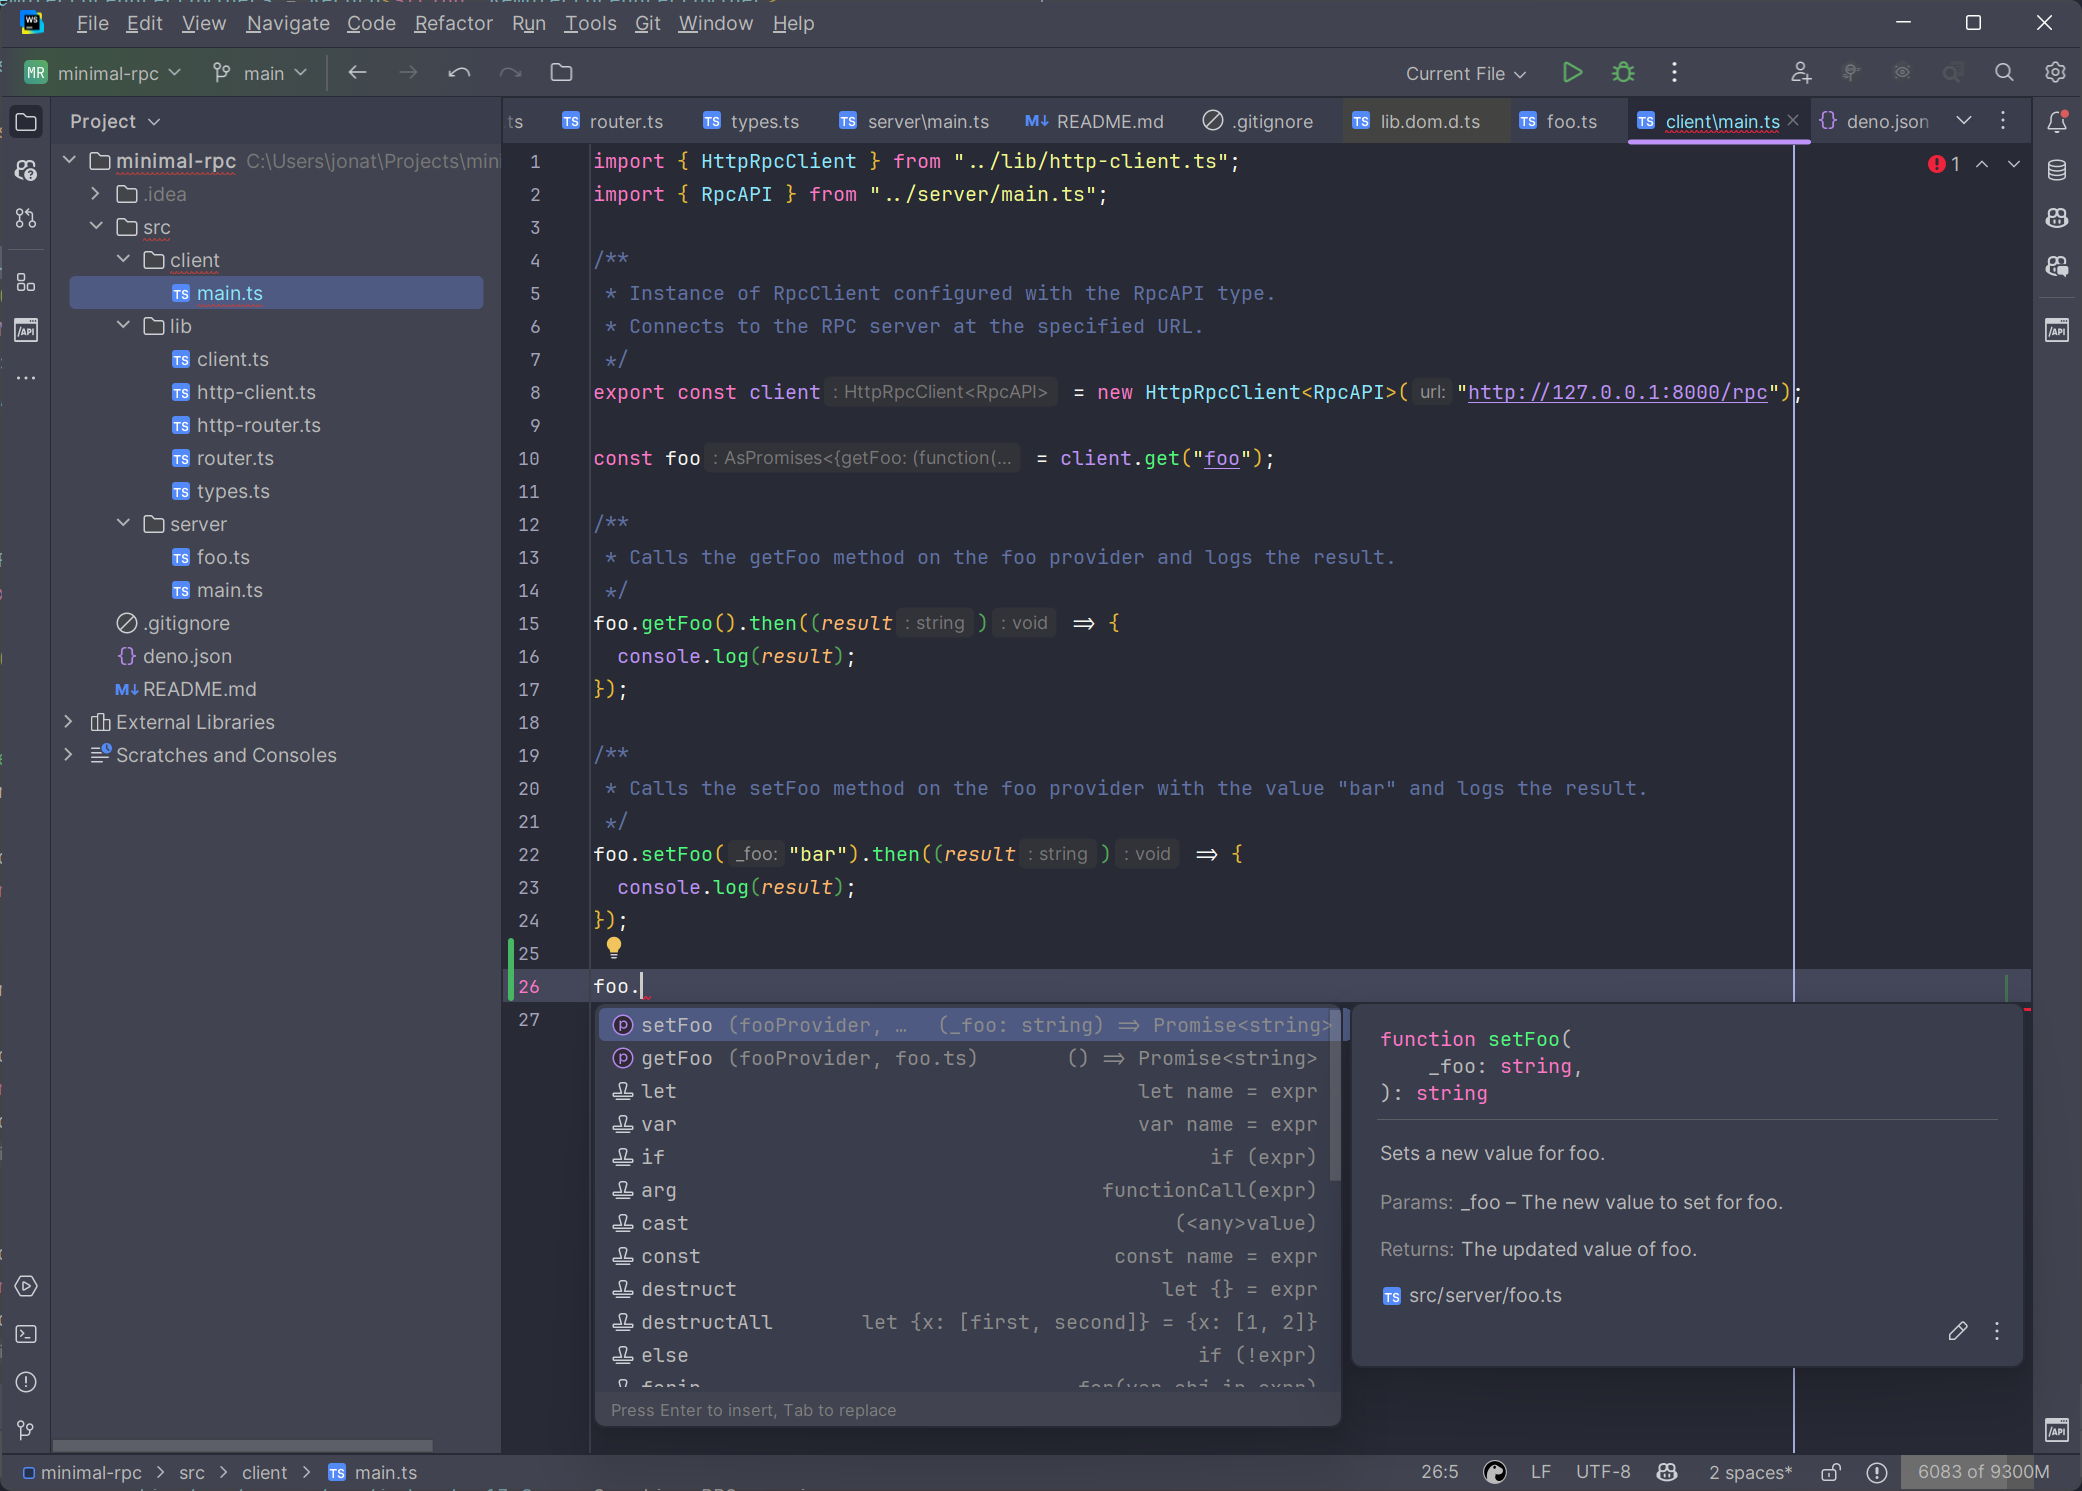 File Edit View Navigate Code Refactor Run Tools Git Window Help
MR minimal-rpc main Current File
Project
ts router.ts types.ts server\main.ts README.md .gitignore lib.dom.d.ts foo.ts client\main.ts deno.json
minimal-rpc C:\Users\jonat\Projects\min
.idea
src
client
main.ts
lib
client.ts
http-client.ts
http-router.ts
router.ts
types.ts
server
foo.ts
main.ts
.gitignore
deno.json
README.md
External Libraries
Scratches and Consoles
1 import { HttpRpcClient } from "../lib/http-client.ts";
1
2 import { RpcAPI } from "../server/main.ts";
3
4 /**
5 * Instance of RpcClient configured with the RpcAPI type.
6 * Connects to the RPC server at the specified URL.
7 */
8 export const client : HttpRpcClient<RpcAPI> = new HttpRpcClient<RpcAPI>( url: "http://127.0.0.1:8000/rpc");
9
10 const foo : AsPromises<{getFoo: (function(... = client.get("foo");
11
12 /**
13 * Calls the getFoo method on the foo provider and logs the result.
14 */
15 foo.getFoo().then((result : string ) : void => {
16 console.log(result);
17 });
18
19 /**
20 * Calls the setFoo method on the foo provider with the value "bar" and logs the result.
21 */
22 foo.setFoo( _foo: "bar").then((result : string ) : void => {
23 console.log(result);
24 });
25
26 foo.
27
setFoo (fooProvider, … (_foo: string) => Promise<string>
getFoo (fooProvider, foo.ts) () => Promise<string>
let let name = expr
var var name = expr
if if (expr)
arg functionCall(expr)
cast (<any>value)
const const name = expr
destruct let {} = expr
destructAll let {x: [first, second]} = {x: [1, 2]}
else if (!expr)
Press Enter to insert, Tab to replace
function setFoo(
_foo: string,
): string
Sets a new value for foo.
Params: _foo – The new value to set for foo.
Returns: The updated value of foo.
src/server/foo.ts
minimal-rpc > src > client > main.ts 26:5 LF UTF-8 2 spaces* 6083 of 9300M